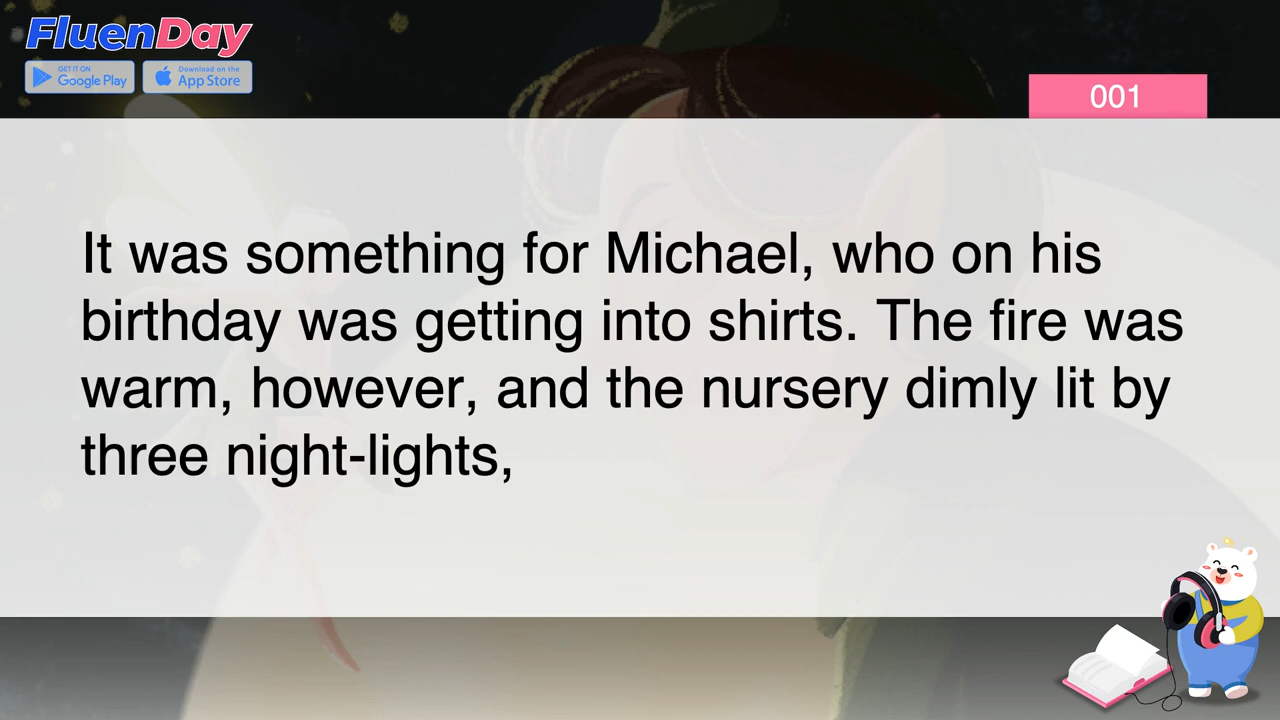 FluenDay
GET IT ON
Google Play
Download on the
App Store
001
It was something for Michael, who on his
birthday was getting into shirts. The fire was
warm, however, and the nursery dimly lit by
three night-lights,